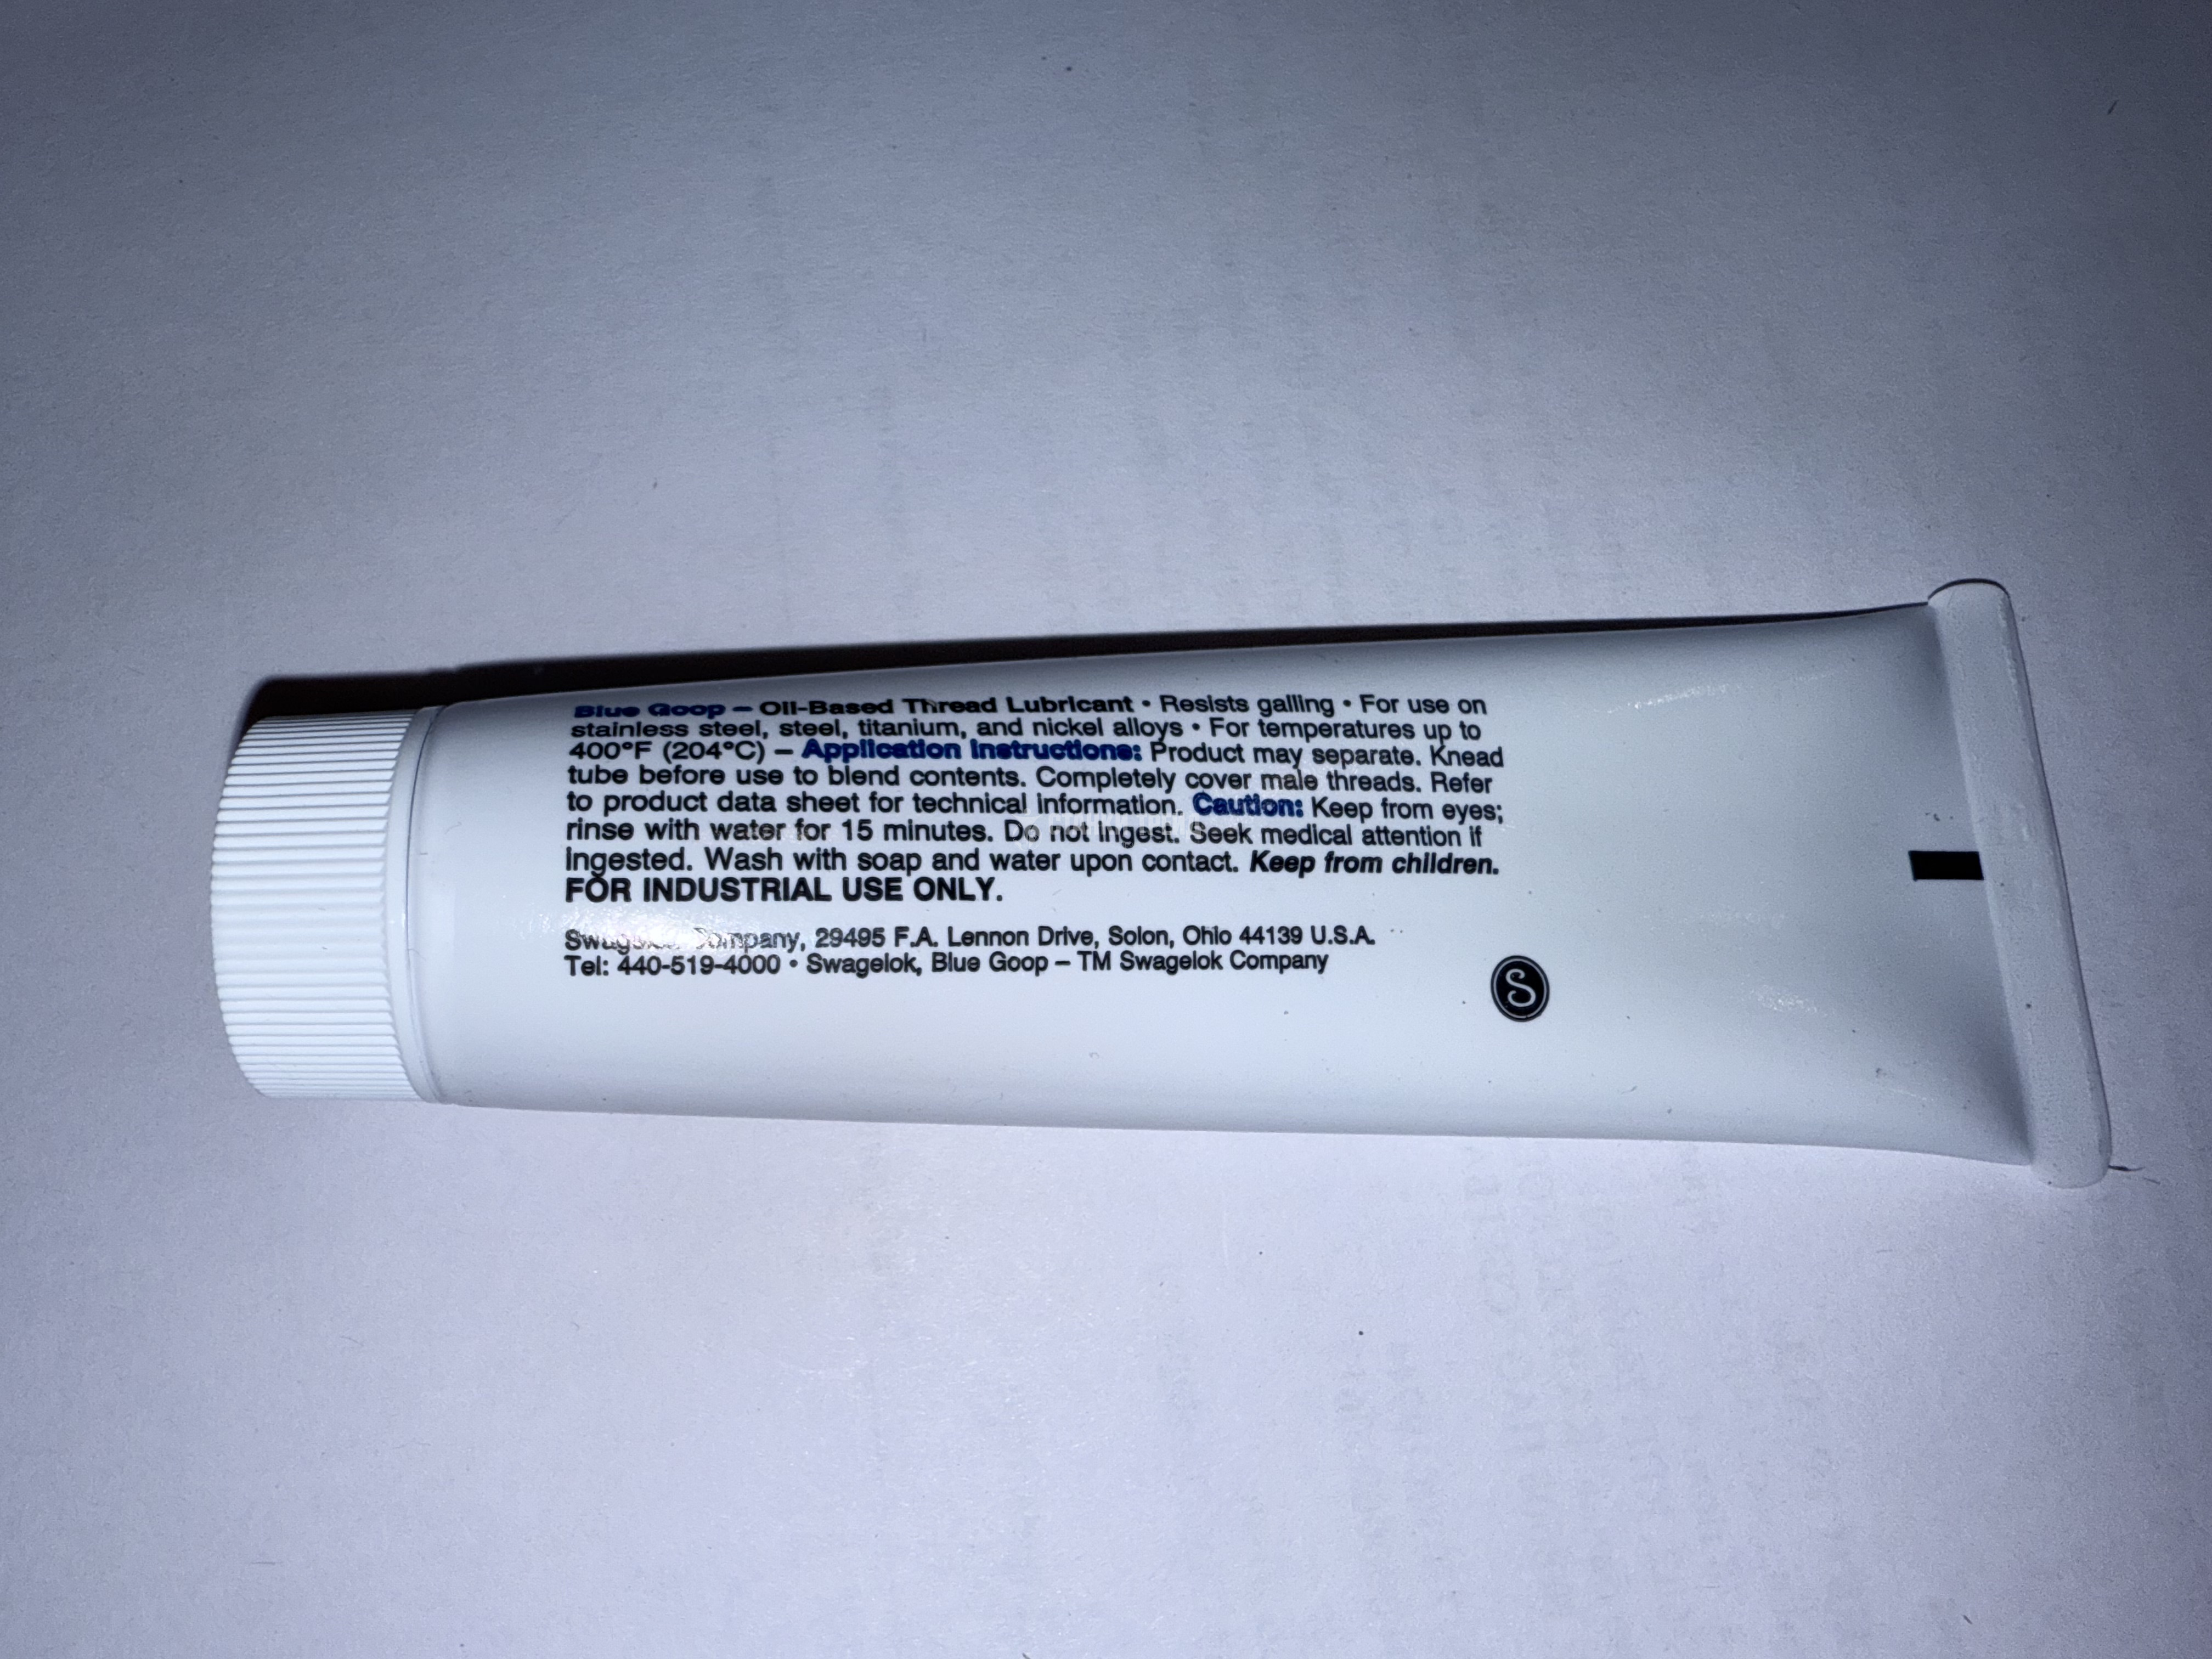 Blue Goop – Oil-Based Thread Lubricant • Resists galling • For use on
stainless steel, steel, titanium, and nickel alloys • For temperatures up to
400°F (204°C) – Application Instructions: Product may separate. Knead
tube before use to blend contents. Completely cover male threads. Refer
to product data sheet for technical information. Caution: Keep from eyes;
rinse with water for 15 minutes. Do not ingest. Seek medical attention if
ingested. Wash with soap and water upon contact. Keep from children.
FOR INDUSTRIAL USE ONLY.
Swagelok Company, 29495 F.A. Lennon Drive, Solon, Ohio 44139 U.S.A.
Tel: 440-519-4000 • Swagelok, Blue Goop – TM Swagelok Company
S